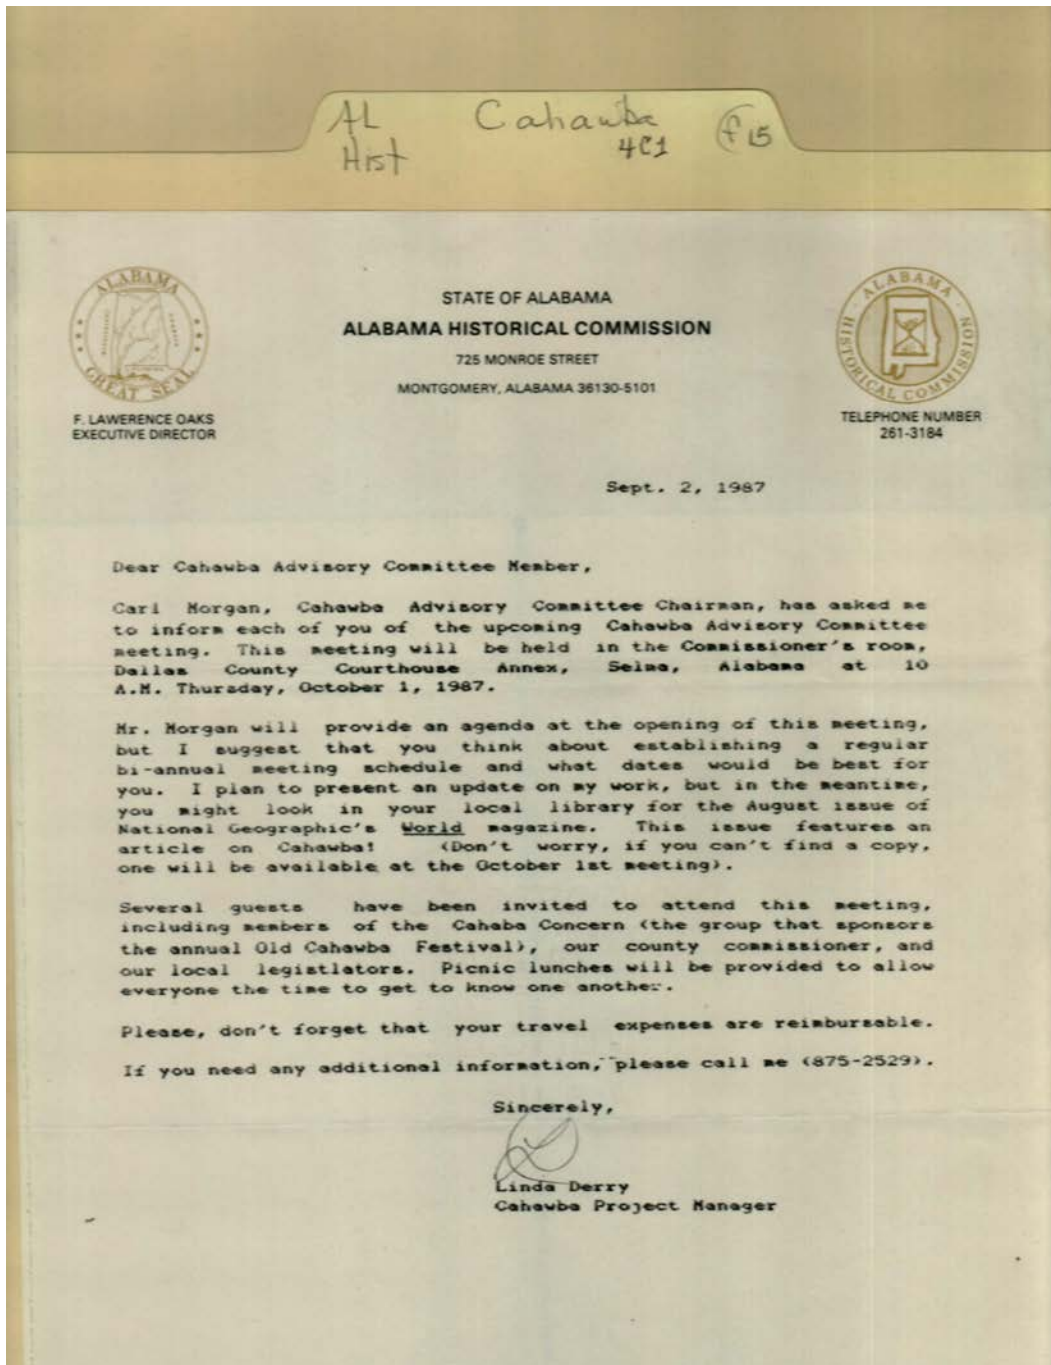 AL Cahawba f15
Hist 4C1
ALABAMA
GREAT SEAL
F. LAWERENCE OAKS
EXECUTIVE DIRECTOR
STATE OF ALABAMA
ALABAMA HISTORICAL COMMISSION
725 MONROE STREET
MONTGOMERY, ALABAMA 36130-5101
ALABAMA HISTORICAL COMMISSION
TELEPHONE NUMBER
261-3184
Sept. 2, 1987
Dear Cahawba Advisory Committee Member,
Carl Morgan, Cahawba Advisory Committee Chairman, has asked me
to inform each of you of the upcoming Cahawba Advisory Committee
meeting. This meeting will be held in the Commissioner's room,
Dallas County Courthouse Annex, Selma, Alabama at 10
A.M. Thursday, October 1, 1987.
Mr. Morgan will provide an agenda at the opening of this meeting,
but I suggest that you think about establishing a regular
bi-annual meeting schedule and what dates would be best for
you. I plan to present an update on my work, but in the meantime,
you might look in your local library for the August issue of
National Geographic's World magazine. This issue features an
article on Cahawba! (Don't worry, if you can't find a copy,
one will be available at the October 1st meeting).
Several guests have been invited to attend this meeting,
including members of the Cahaba Concern (the group that sponsors
the annual Old Cahawba Festival), our county commissioner, and
our local legistlators. Picnic lunches will be provided to allow
everyone the time to get to know one another.
Please, don't forget that your travel expenses are reimbursable.
If you need any additional information, please call me (875-2529).
Sincerely,
Linda Derry
Cahawba Project Manager